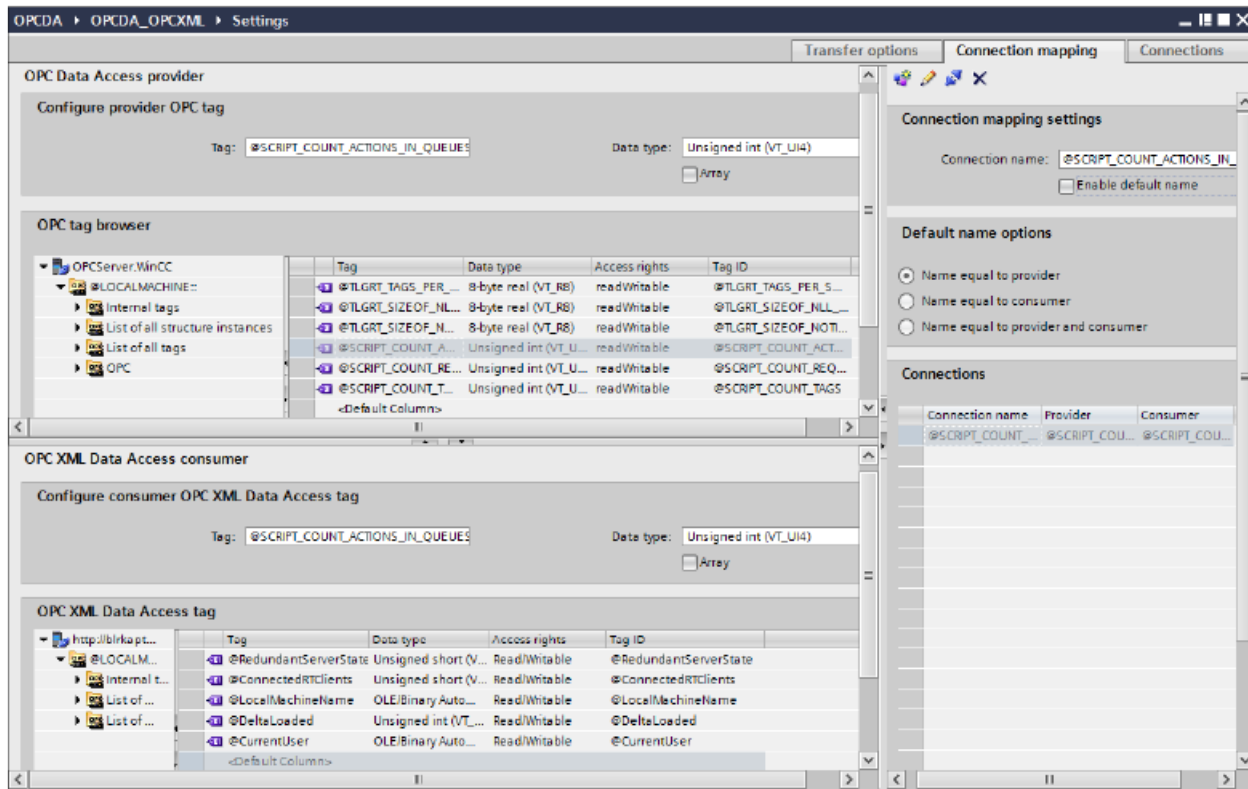 OPCDA ▸ OPCDA_OPCXML ▸ Settings
Transfer options Connection mapping Connections
OPC Data Access provider
Configure provider OPC tag
Tag: @SCRIPT_COUNT_ACTIONS_IN_QUEUES Data type: Unsigned int (VT_UI4)
Array
OPC tag browser
OPCServer.WinCC
@LOCALMACHINE::
Internal tags
List of all structure instances
List of all tags
OPC
Tag Data type Access rights Tag ID
@TLGRT_TAGS_PER_... 8-byte real (VT_R8) readWritable @TLGRT_TAGS_PER_S...
@TLGRT_SIZEOF_NL... 8-byte real (VT_R8) readWritable @TLGRT_SIZEOF_NLL_...
@TLGRT_SIZEOF_N... 8-byte real (VT_R8) readWritable @TLGRT_SIZEOF_NOTI...
@SCRIPT_COUNT_A... Unsigned int (VT_U... readWritable @SCRIPT_COUNT_ACT...
@SCRIPT_COUNT_RE... Unsigned int (VT_U... readWritable @SCRIPT_COUNT_REQ...
@SCRIPT_COUNT_T... Unsigned int (VT_U... readWritable @SCRIPT_COUNT_TAGS
<Default Column>
OPC XML Data Access consumer
Configure consumer OPC XML Data Access tag
Tag: @SCRIPT_COUNT_ACTIONS_IN_QUEUES Data type: Unsigned int (VT_UI4)
Array
OPC XML Data Access tag
http://blrkapt...
@LOCALM...
Internal t...
List of ...
List of ...
Tag Data type Access rights Tag ID
@RedundantServerState Unsigned short (V... Read/Writable @RedundantServerState
@ConnectedRTClients Unsigned short (V... Read/Writable @ConnectedRTClients
@LocalMachineName OLE/Binary Auto... Read/Writable @LocalMachineName
@DeltaLoaded Unsigned int (VT_... Read/Writable @DeltaLoaded
@CurrentUser OLE/Binary Auto... Read/Writable @CurrentUser
<Default Column>
Connection mapping settings
Connection name: @SCRIPT_COUNT_ACTIONS_IN_
Enable default name
Default name options
Name equal to provider
Name equal to consumer
Name equal to provider and consumer
Connections
Connection name Provider Consumer
@SCRIPT_COUNT_... @SCRIPT_COU... @SCRIPT_COU...